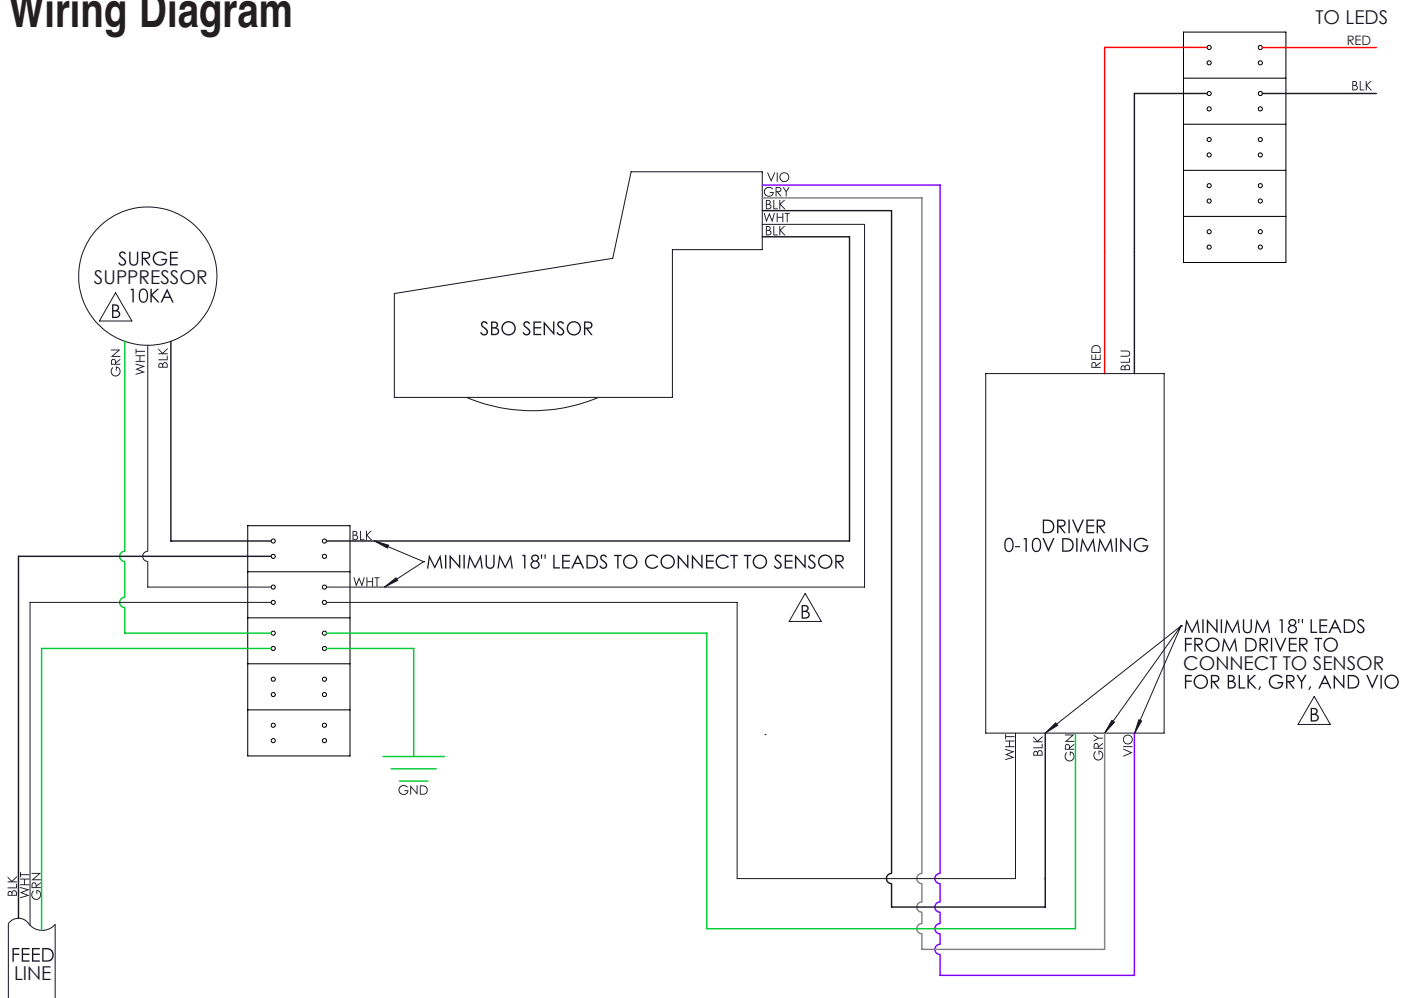 Wiring Diagram
TO LEDS
RED
BLK
VIO
GRY
BLK
WHT
BLK
SURGE
SUPPRESSOR
10KA
B
GRN
WHT
BLK
SBO SENSOR
RED
BLU
DRIVER
0-10V DIMMING
BLK
MINIMUM 18" LEADS TO CONNECT TO SENSOR
WHT
B
MINIMUM 18" LEADS
FROM DRIVER TO
CONNECT TO SENSOR
FOR BLK, GRY, AND VIO
B
WHT
BLK
GRN
GRY
VIO
GND
BLK
WHT
GRN
FEED
LINE